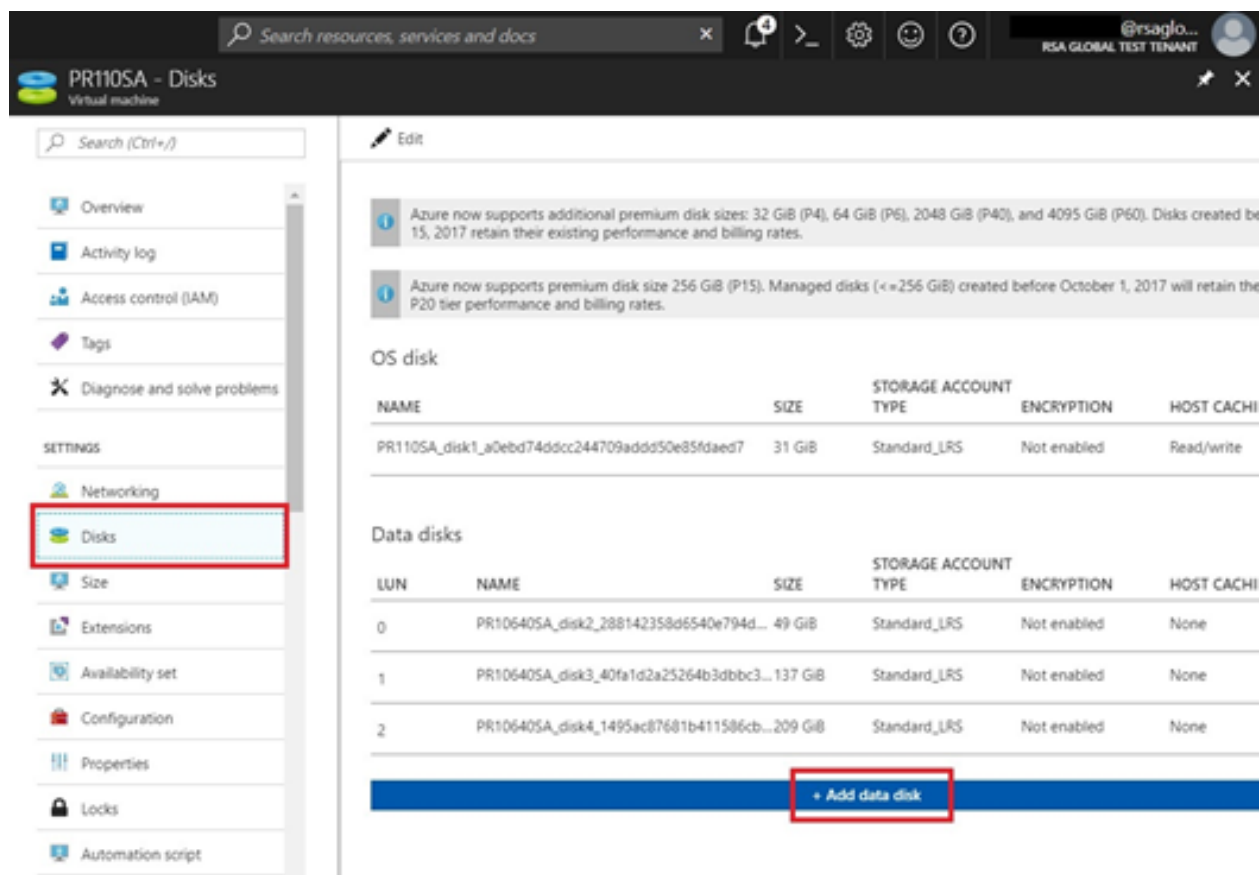 Search resources, services and docs
4
@rsaglo...
RSA GLOBAL TEST TENANT
PR110SA - Disks
Virtual machine
Search (Ctrl+/)
Overview
Activity log
Access control (IAM)
Tags
Diagnose and solve problems
SETTINGS
Networking
Disks
Size
Extensions
Availability set
Configuration
Properties
Locks
Automation script
Edit
Azure now supports additional premium disk sizes: 32 GiB (P4), 64 GiB (P6), 2048 GiB (P40), and 4095 GiB (P60). Disks created be
15, 2017 retain their existing performance and billing rates.
Azure now supports premium disk size 256 GiB (P15). Managed disks (<=256 GiB) created before October 1, 2017 will retain the
P20 tier performance and billing rates.
OS disk
NAME SIZE STORAGE ACCOUNT TYPE ENCRYPTION HOST CACHI
PR110SA_disk1_a0ebd74ddcc244709addd50e85fdaed7 31 GiB Standard_LRS Not enabled Read/write
Data disks
LUN NAME SIZE STORAGE ACCOUNT TYPE ENCRYPTION HOST CACHI
0 PR10640SA_disk2_288142358d6540e794d... 49 GiB Standard_LRS Not enabled None
1 PR10640SA_disk3_40fa1d2a25264b3dbbc3... 137 GiB Standard_LRS Not enabled None
2 PR10640SA_disk4_1495ac87681b411586cb... 209 GiB Standard_LRS Not enabled None
+ Add data disk